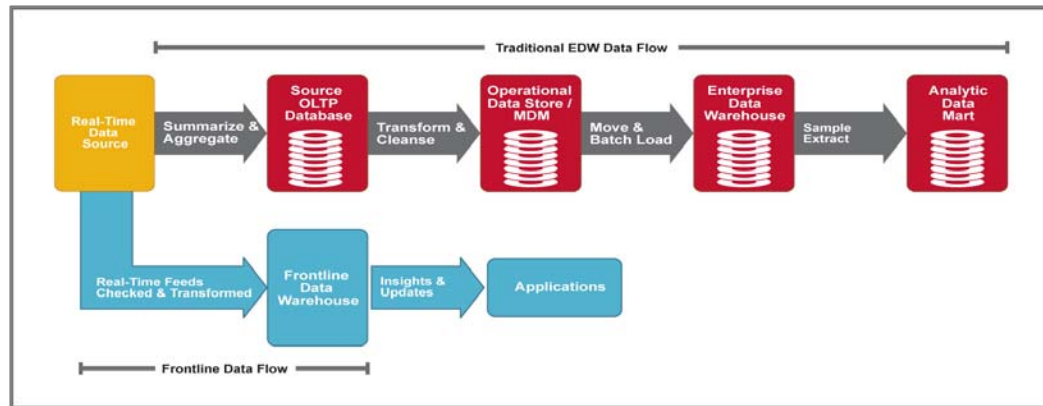 Traditional EDW Data Flow
Real-Time
Data
Source
Summarize &
Aggregate
Source
OLTP
Database
Transform &
Cleanse
Operational
Data Store /
MDM
Move &
Batch Load
Enterprise
Data
Warehouse
Sample
Extract
Analytic
Data
Mart
Real-Time Feeds
Checked & Transformed
Frontline
Data
Warehouse
Insights &
Updates
Applications
Frontline Data Flow